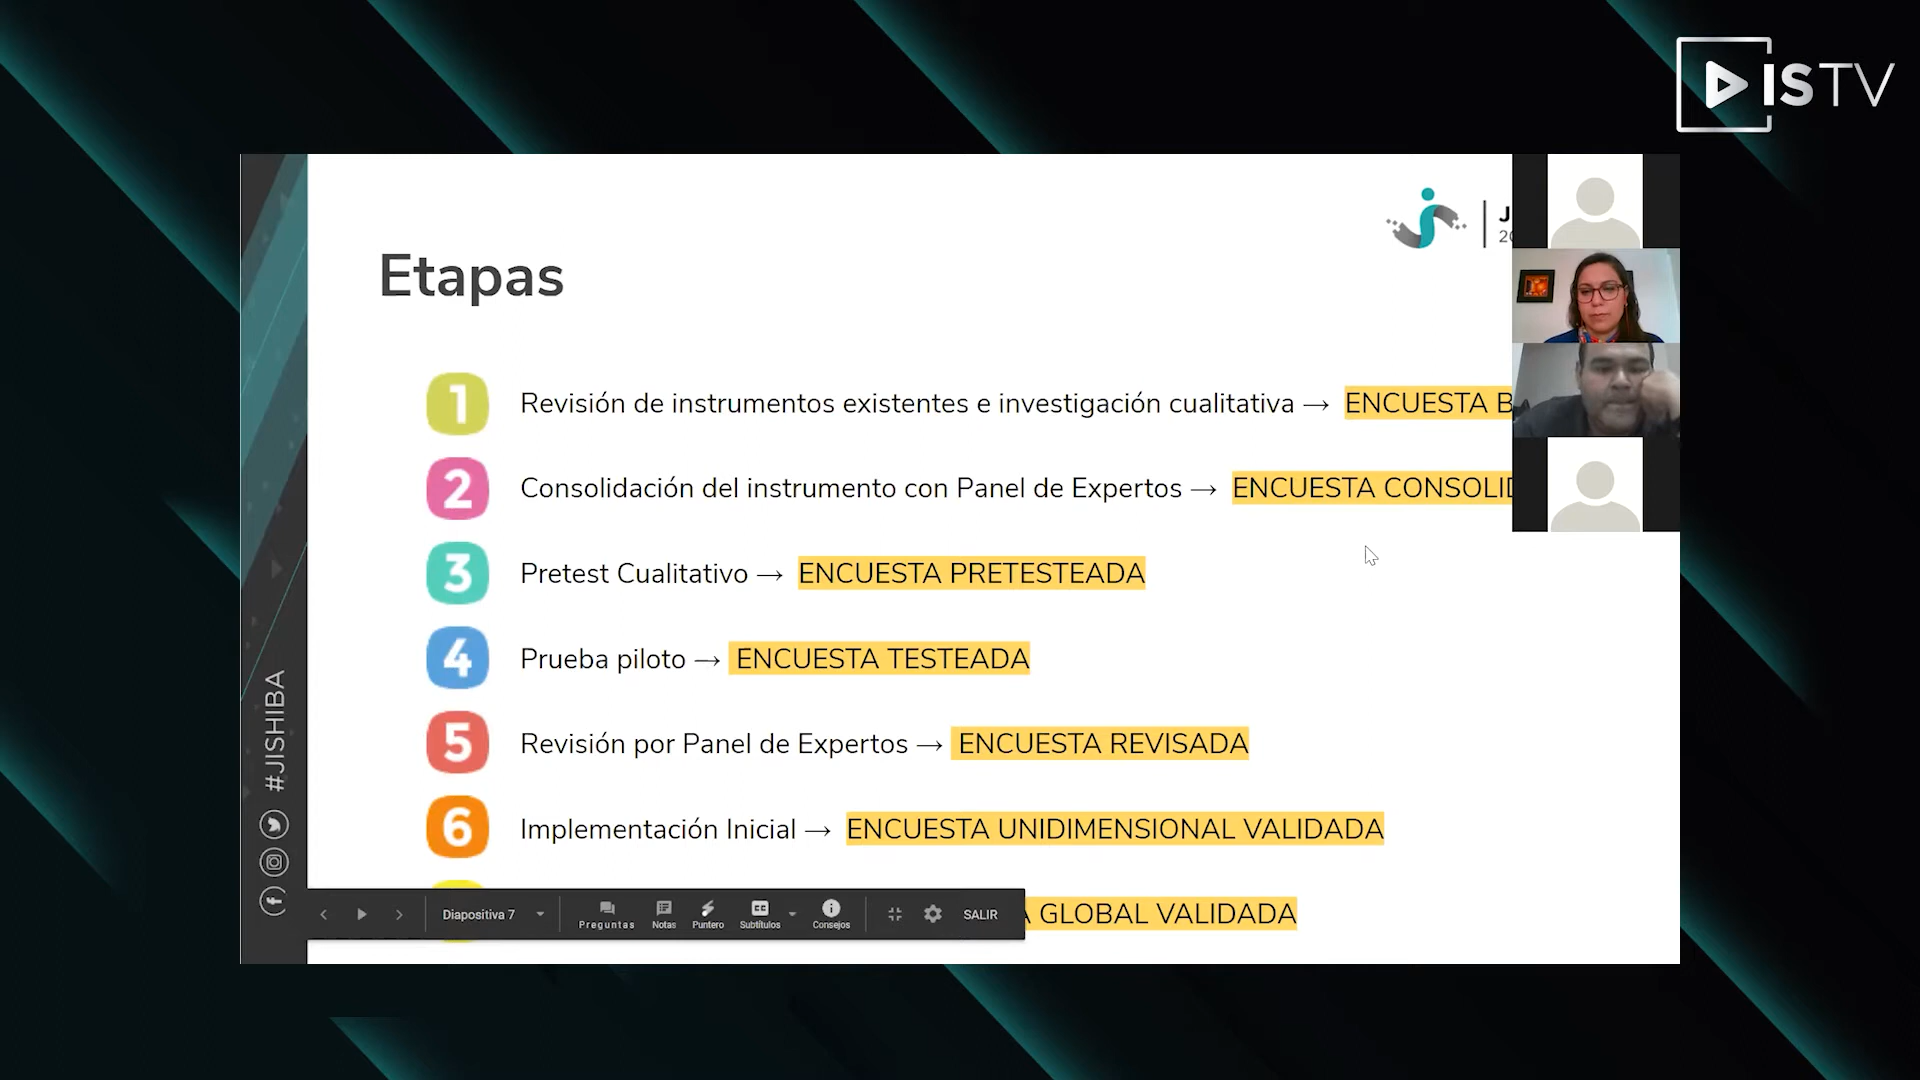 ISTV
Etapas
1 Revisión de instrumentos existentes e investigación cualitativa → ENCUESTA
2 Consolidación del instrumento con Panel de Expertos → ENCUESTA
3 Pretest Cualitativo → ENCUESTA PRETESTEADA
4 Prueba piloto → ENCUESTA TESTEADA
5 Revisión por Panel de Expertos → ENCUESTA REVISADA
6 Implementación Inicial → ENCUESTA UNIDIMENSIONAL VALIDADA
GLOBAL VALIDADA
#JISHIBA
Diapositiva 7
Preguntas
Notas
Puntero
Subtítulos
Consejos
SALIR